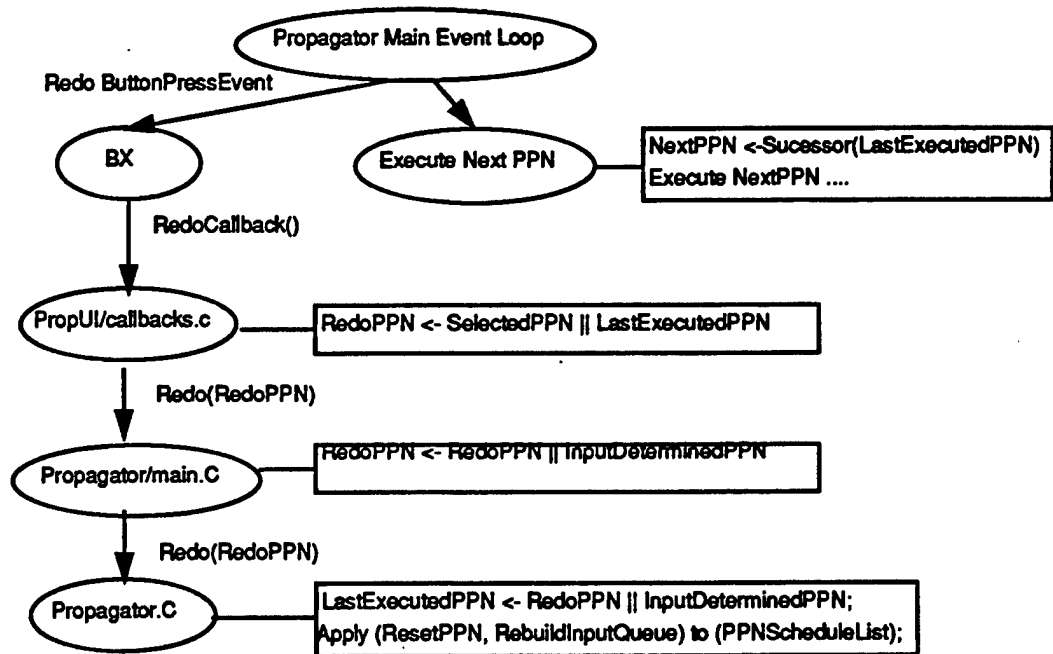 Propagator Main Event Loop
Redo ButtonPressEvent
BX
Execute Next PPN
NextPPN <-Sucessor(LastExecutedPPN)
Execute NextPPN ....
RedoCallback()
PropUI/callbacks.c
RedoPPN <- SelectedPPN || LastExecutedPPN
Redo(RedoPPN)
Propagator/main.C
RedoPPN <- RedoPPN || InputDeterminedPPN
Redo(RedoPPN)
Propagator.C
LastExecutedPPN <- RedoPPN || InputDeterminedPPN;
Apply (ResetPPN, RebuildInputQueue) to (PPNScheduleList);